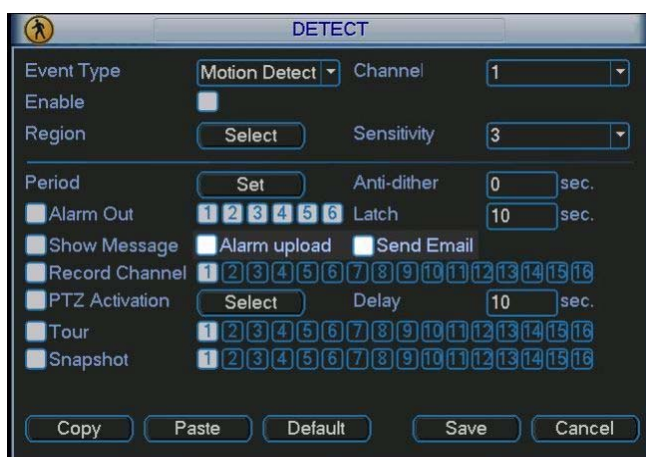 DETECT
Event Type Motion Detect Channel 1
Enable
Region Select Sensitivity 3
Period Set Anti-dither 0 sec.
Alarm Out 1 2 3 4 5 6 Latch 10 sec.
Show Message Alarm upload Send Email
Record Channel 1 2 3 4 5 6 7 8 9 10 11 12 13 14 15 16
PTZ Activation Select Delay 10 sec.
Tour 1 2 3 4 5 6 7 8 9 10 11 12 13 14 15 16
Snapshot 1 2 3 4 5 6 7 8 9 10 11 12 13 14 15 16
Copy Paste Default Save Cancel